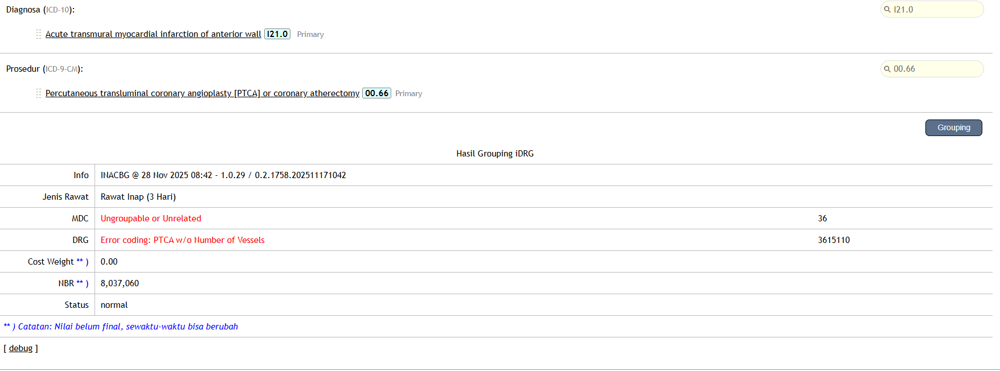 Diagnosa (ICD-10):
I21.0
Acute transmural myocardial infarction of anterior wall I21.0 Primary
Prosedur (ICD-9-CM):
00.66
Percutaneous transluminal coronary angioplasty [PTCA] or coronary atherectomy 00.66 Primary
Grouping
Hasil Grouping iDRG
Info INACBG @ 28 Nov 2025 08:42 - 1.0.29 / 0.2.1758.202511171042
Jenis Rawat Rawat Inap (3 Hari)
MDC Ungroupable or Unrelated 36
DRG Error coding: PTCA w/o Number of Vessels 3615110
Cost Weight ** ) 0.00
NBR ** ) 8,037,060
Status normal
** ) Catatan: Nilai belum final, sewaktu-waktu bisa berubah
[ debug ]